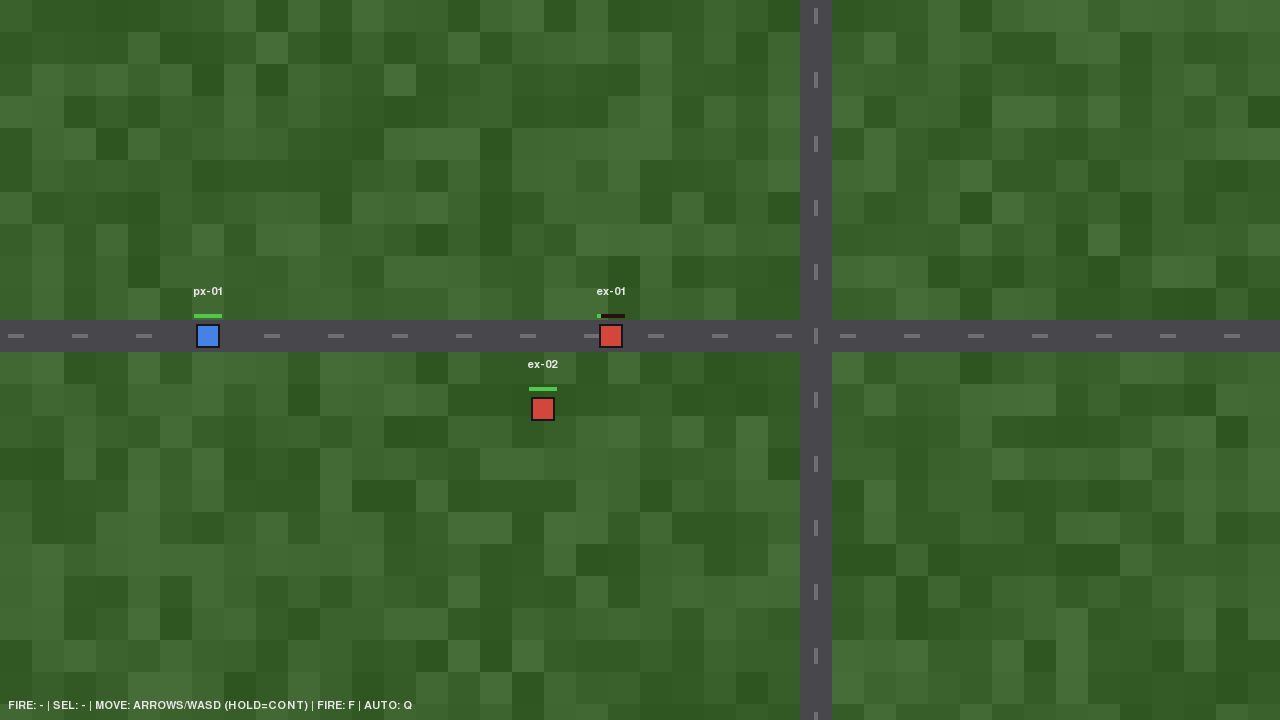 px-01
ex-01
ex-02
FIRE: - | SEL: - | MOVE: ARROWS/WASD (HOLD=CONT) | FIRE: F | AUTO: Q